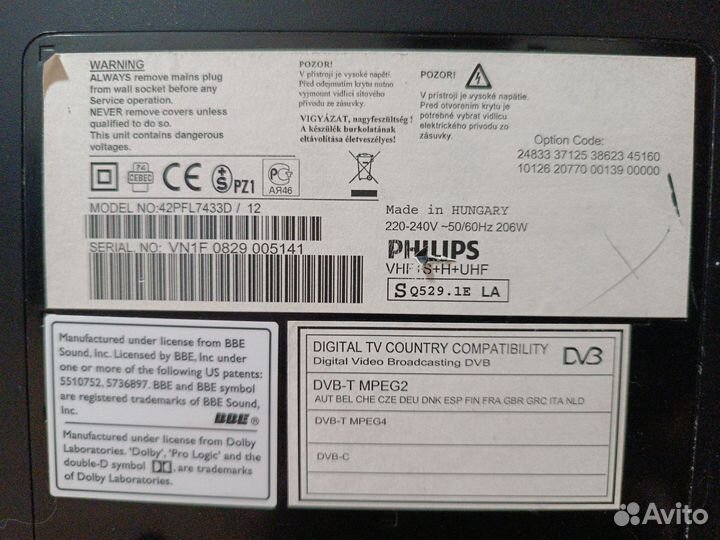 WARNING
ALWAYS remove mains plug
from wall socket before any
Service operation.
NEVER remove covers unless
qualified to do so.
This unit contains dangerous
voltages.
POZOR!
V přístroji je vysoké napětí.
Před odejmutím krytu nutno
vyjmout vidlici síťového
přívodu ze zásuvky.
VIGYÁZAT, nagyfeszültség !
A készülék burkolatának
eltávolítása életveszélyes!
POZOR!
V prístroji je vysoké napätie.
Pred otvorením krytu je
potrebné vybrať vidlicu
elektrického prívodu zo
zásuvky.
Option Code:
24833 37125 38623 45160
10126 20770 00139 00000
CEBEC
S PZ1
PC
АЯ46
MODEL NO:42PFL7433D / 12
SERIAL NO: VN1F 0829 005141
Made in HUNGARY
220-240V ~50/60Hz 206W
PHILIPS
VHF+S+H+UHF
S Q529.1E LA
Manufactured under license from BBE
Sound, Inc. Licensed by BBE, Inc under
one or more of the following US patents:
5510752, 5736897. BBE and BBE symbol
are registered trademarks of BBE Sound,
Inc.
BBE ®
Manufactured under license from Dolby
Laboratories. 'Dolby', 'Pro Logic' and the
double-D symbol are trademarks
of Dolby Laboratories.
DIGITAL TV COUNTRY COMPATIBILITY
Digital Video Broadcasting DVB
DVB
DVB-T MPEG2
AUT BEL CHE CZE DEU DNK ESP FIN FRA GBR GRC ITA NLD
DVB-T MPEG4
DVB-C
Avito